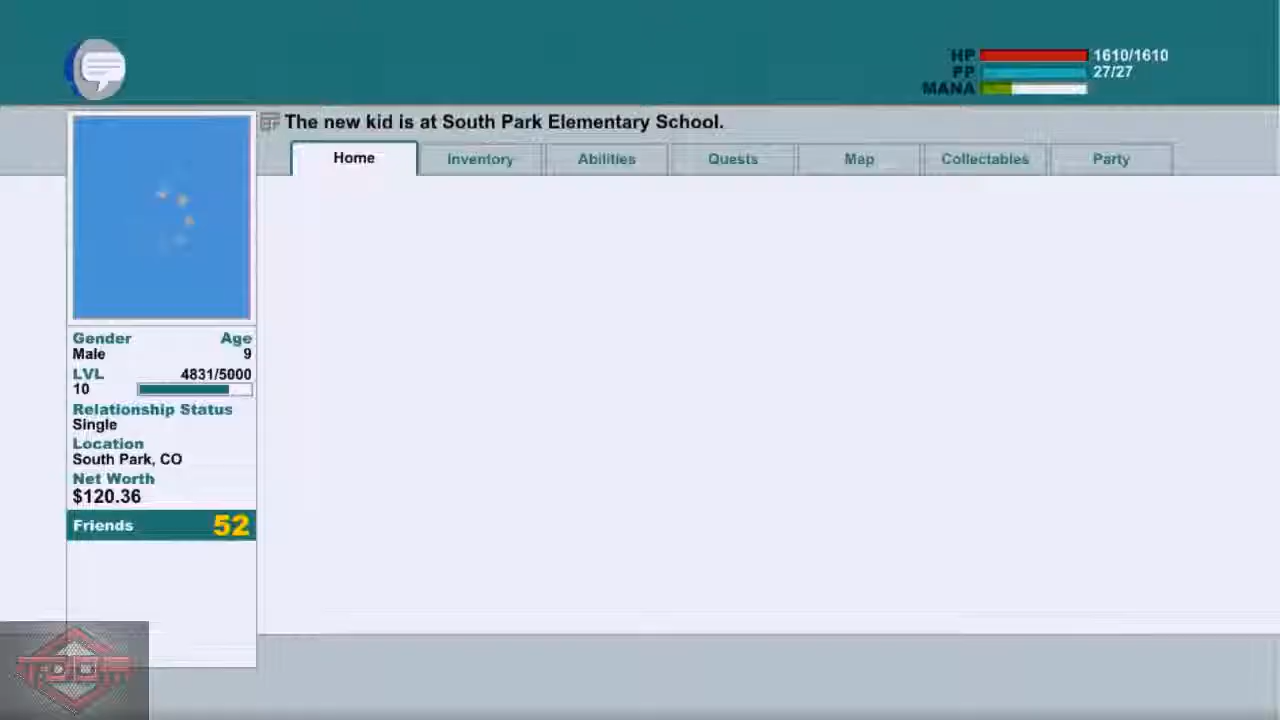 HP 1610/1610
PP 27/27
MANA
The new kid is at South Park Elementary School.
Home Inventory Abilities Quests Map Collectables Party
Gender Age
Male 9
LVL 4831/5000
10
Relationship Status
Single
Location
South Park, CO
Net Worth
$120.36
Friends 52